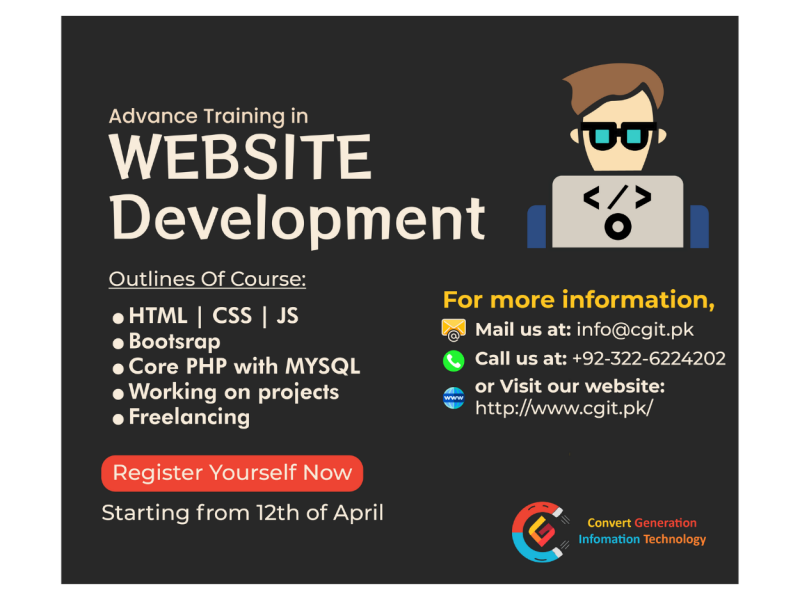 Advance Training in
WEBSITE
Development
Outlines Of Course:
HTML | CSS | JS
Bootsrap
Core PHP with MYSQL
Working on projects
Freelancing
Register Yourself Now
Starting from 12th of April
</>
For more information,
Mail us at: info@cgit.pk
Call us at: +92-322-6224202
or Visit our website:
www
http://www.cgit.pk/
Convert Generation
Infomation Technology